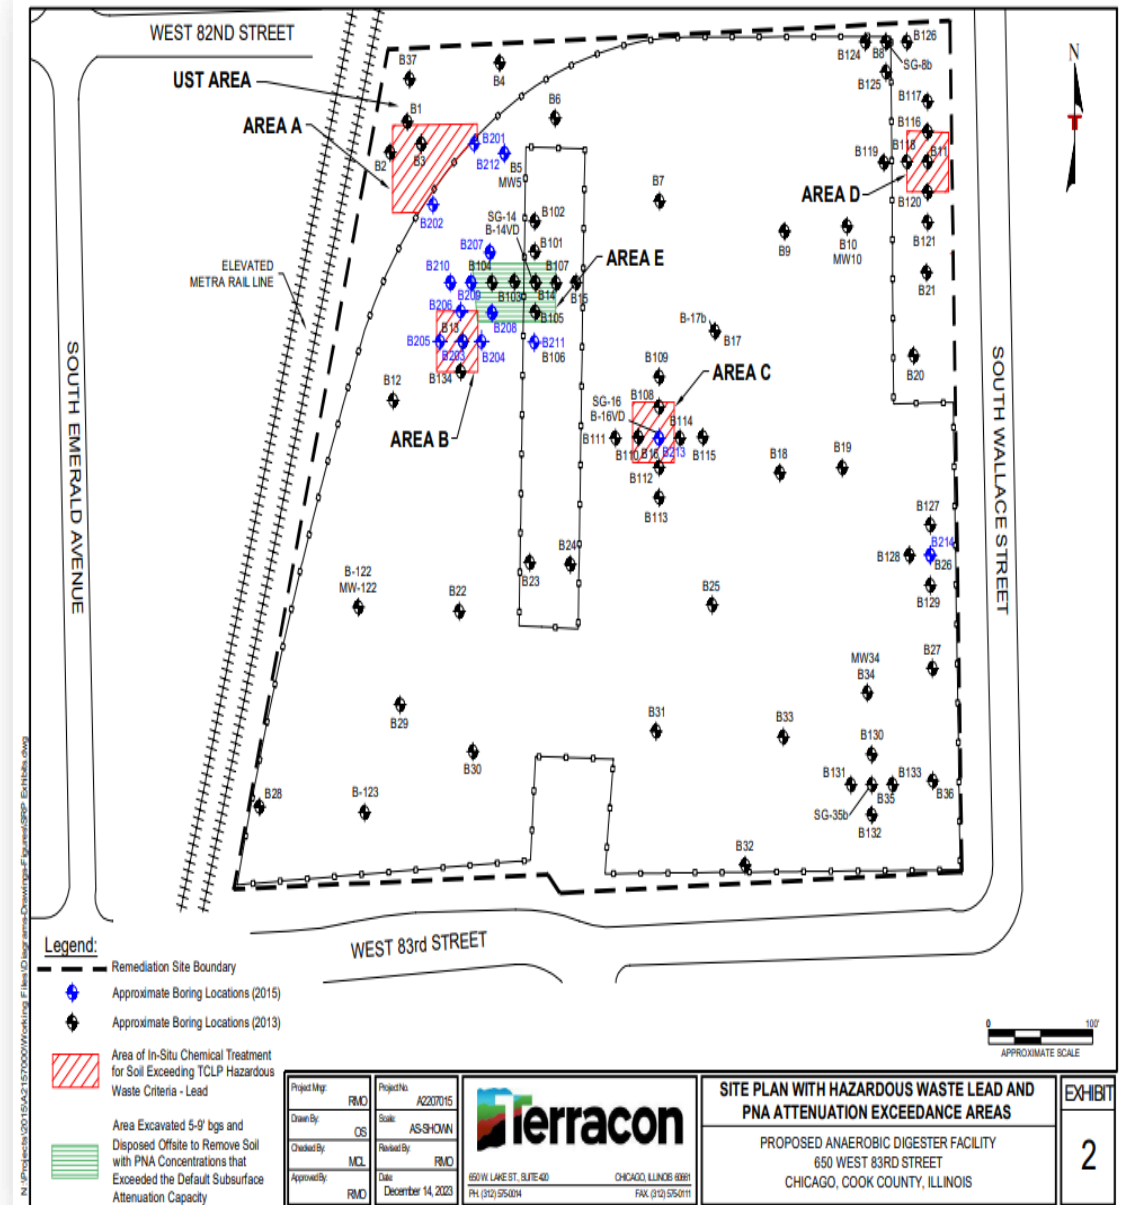 WEST 82ND STREET
B37
B4
B124
B8
B126
SG-8b
UST AREA
B125
N
B1
B6
B117
AREA A
B116
B201
B2
B3
B212
B5
MW5
B119
B118
B11
B7
AREA D
B120
B202
SG-14
B-14VD
B102
B10
MW10
B9
B121
B207
B101
AREA E
ELEVATED
METRA RAIL LINE
B210
B104
B107
B21
B209
B103
B14
B15
B206
B105
B208
B-17b
B17
B205
B13
B203
B204
B211
B106
B20
SOUTH EMERALD AVENUE
SOUTH WALLACE STREET
B134
B109
AREA C
B12
SG-16
B-16VD
B108
AREA B
B114
B111
B110
B16
B213
B115
B112
B18
B19
B113
B127
B24
B214
B128
B26
B23
B-122
MW-122
B22
B25
B129
B27
MW34
B34
B29
B31
B33
B130
B30
B131
B133
B36
B28
B-123
B35
SG-35b
B132
B32
WEST 83rd STREET
Legend:
Remediation Site Boundary
Approximate Boring Locations (2015)
Approximate Boring Locations (2013)
Area of In-Situ Chemical Treatment
for Soil Exceeding TCLP Hazardous
Waste Criteria - Lead
Area Excavated 5-9' bgs and
Disposed Offsite to Remove Soil
with PNA Concentrations that
Exceeded the Default Subsurface
Attenuation Capacity
0 100'
APPROXIMATE SCALE
N:\Projects\2015\A2157000\Working Files\Diagrams-Drawings-Figures\SRP Exhibits.dwg
Project Mngr: RMO
Drawn By: OS
Checked By: MCL
Approved By: RMO
Project No. A2207015
Scale: AS-SHOWN
Revised By: RMO
Date: December 14, 2023
Terracon
650 W. LAKE ST., SUITE 420 CHICAGO, ILLINOIS 60661
PH. (312) 575-0014 FAX. (312) 575-0111
SITE PLAN WITH HAZARDOUS WASTE LEAD AND
PNA ATTENUATION EXCEEDANCE AREAS
PROPOSED ANAEROBIC DIGESTER FACILITY
650 WEST 83RD STREET
CHICAGO, COOK COUNTY, ILLINOIS
EXHIBIT
2